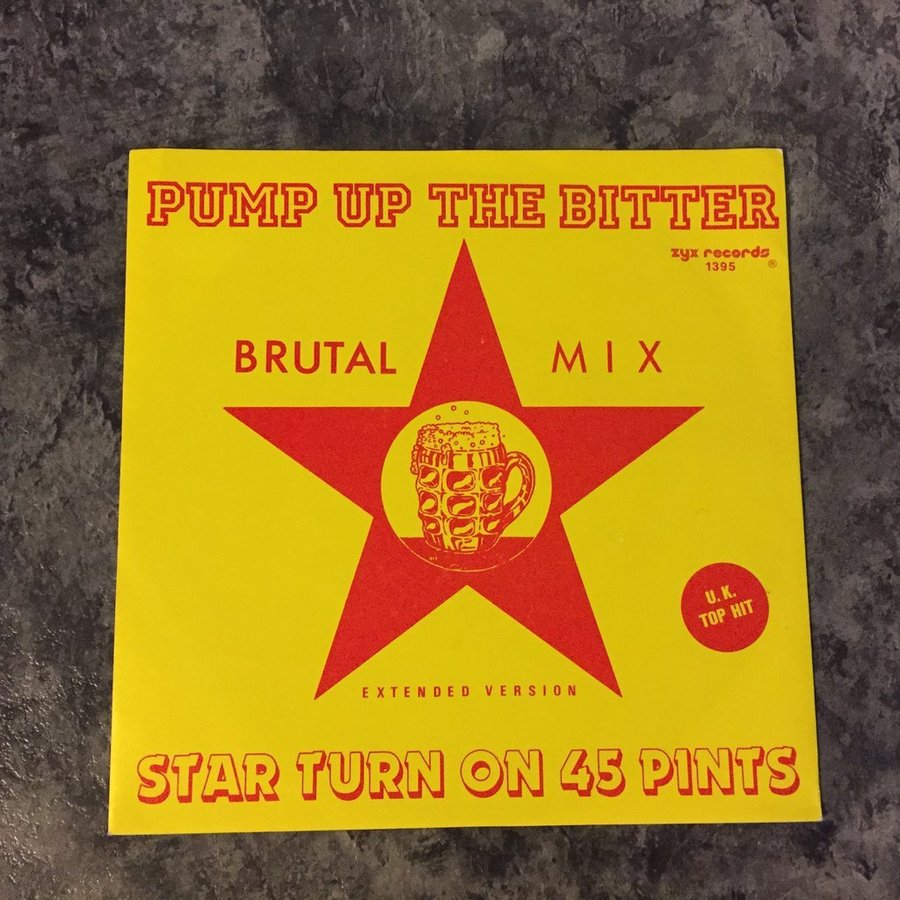 PUMP UP THE BITTER
zyx records ®
1395
BRUTAL MIX
U.K.
TOP HIT
EXTENDED VERSION
STAR TURN ON 45 PINTS